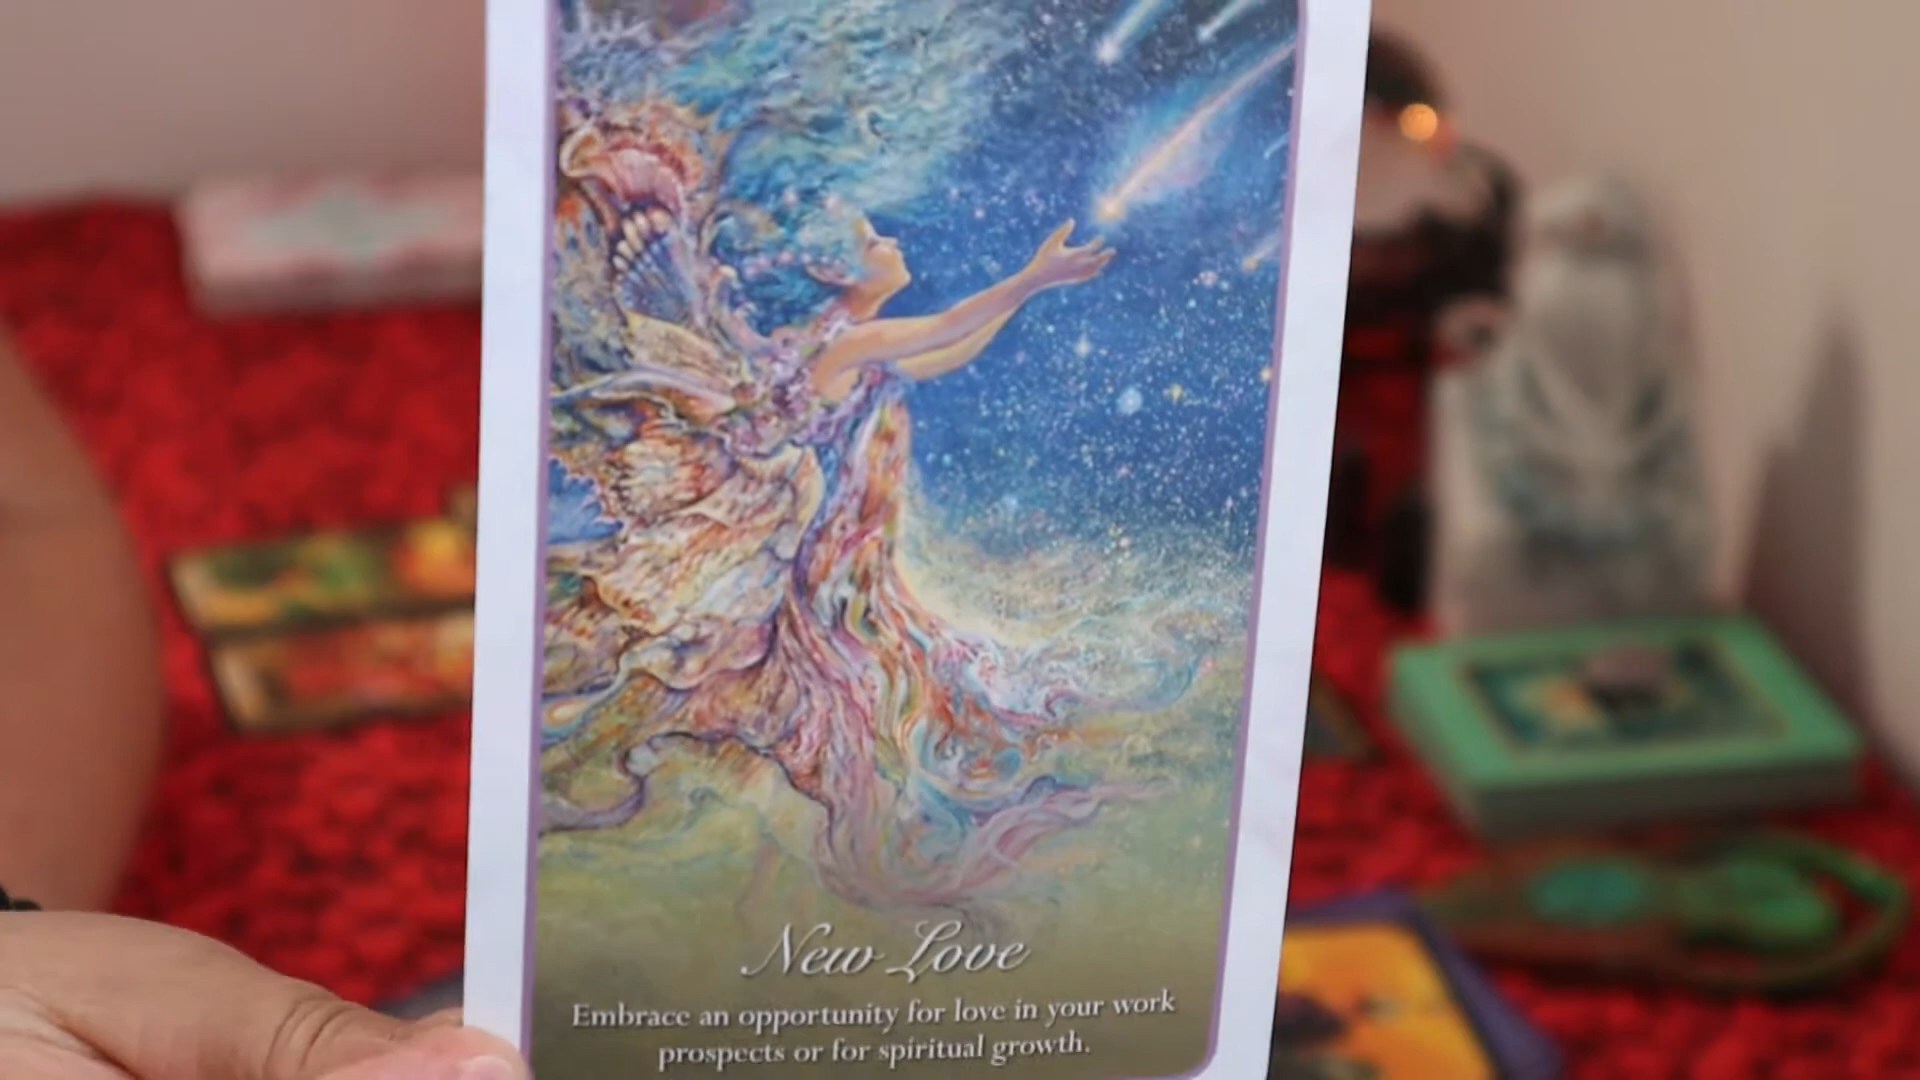 New Love
Embrace an opportunity for love in your work
prospects or for spiritual growth.